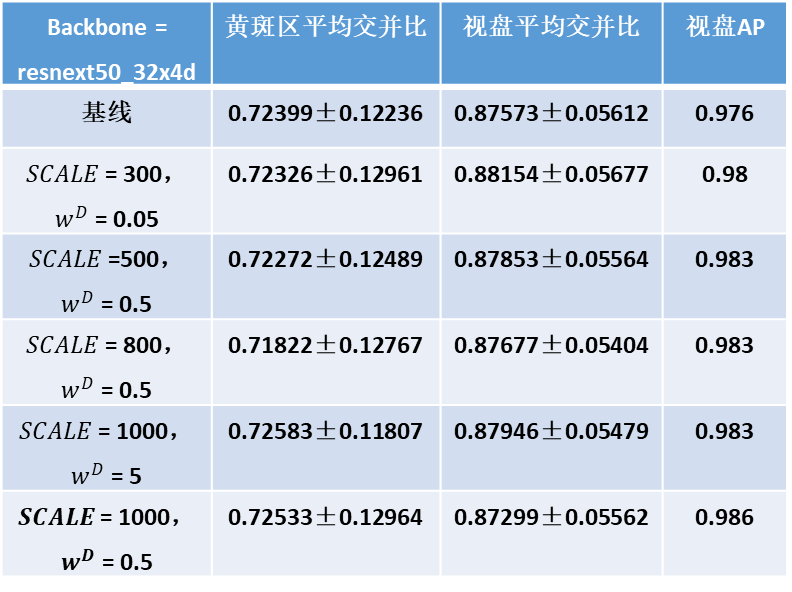 Backbone = 黄斑区平均交并比 视盘平均交并比 视盘AP
resnext50_32x4d
基线 0.72399±0.12236 0.87573±0.05612 0.976
SCALE = 300， 0.72326±0.12961 0.88154±0.05677 0.98
w^D = 0.05
SCALE =500， 0.72272±0.12489 0.87853±0.05564 0.983
w^D = 0.5
SCALE = 800， 0.71822±0.12767 0.87677±0.05404 0.983
w^D = 0.5
SCALE = 1000， 0.72583±0.11807 0.87946±0.05479 0.983
w^D = 5
SCALE = 1000， 0.72533±0.12964 0.87299±0.05562 0.986
w^D = 0.5